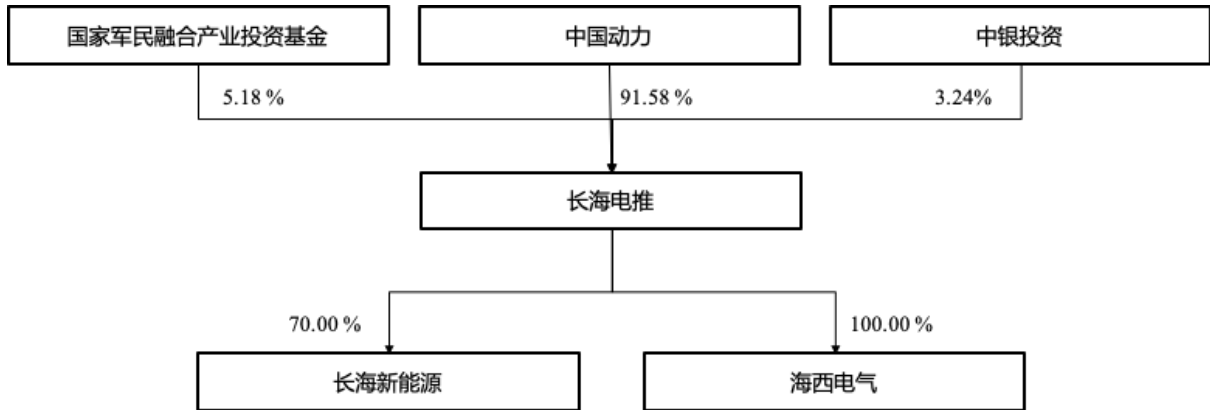 国家军民融合产业投资基金
中国动力
中银投资
5.18 %
91.58 %
3.24%
长海电推
70.00 %
100.00 %
长海新能源
海西电气